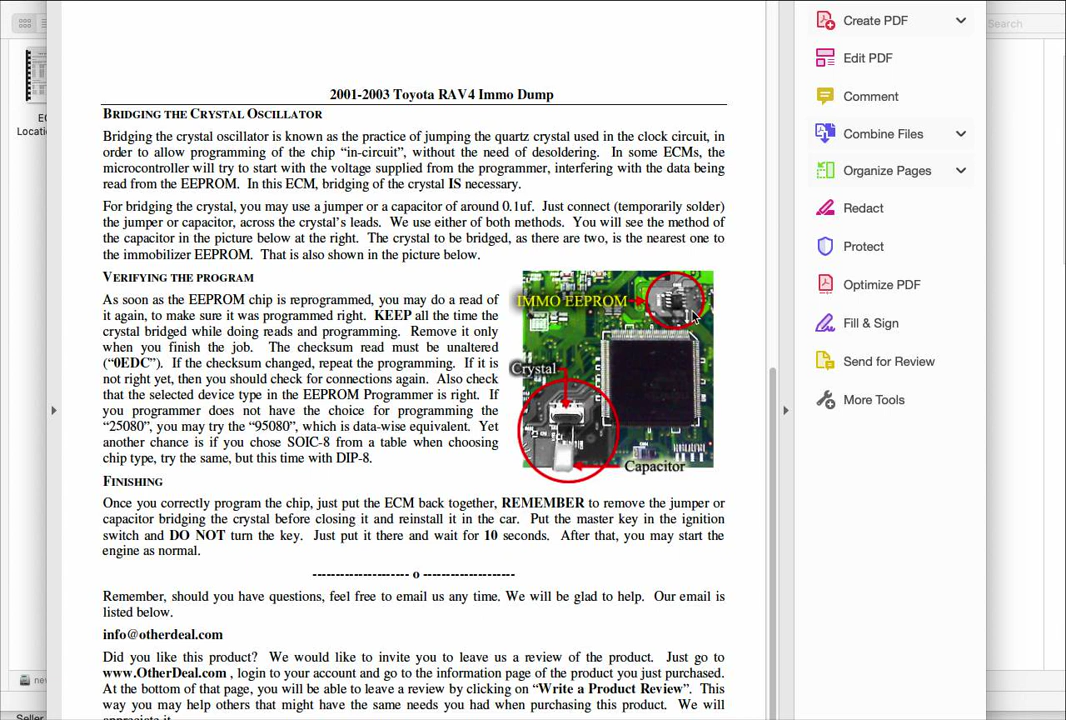 Create PDF
Search
Edit PDF
Comment
Combine Files
Organize Pages
Redact
Protect
Optimize PDF
Fill & Sign
Send for Review
More Tools
2001-2003 Toyota RAV4 Immo Dump
BRIDGING THE CRYSTAL OSCILLATOR
Bridging the crystal oscillator is known as the practice of jumping the quartz crystal used in the clock circuit, in
order to allow programming of the chip “in-circuit”, without the need of desoldering. In some ECMs, the
microcontroller will try to start with the voltage supplied from the programmer, interfering with the data being
read from the EEPROM. In this ECM, bridging of the crystal IS necessary.
For bridging the crystal, you may use a jumper or a capacitor of around 0.1uf. Just connect (temporarily solder)
the jumper or capacitor, across the crystal’s leads. We use either of both methods. You will see the method of
the capacitor in the picture below at the right. The crystal to be bridged, as there are two, is the nearest one to
the immobilizer EEPROM. That is also shown in the picture below.
VERIFYING THE PROGRAM
As soon as the EEPROM chip is reprogrammed, you may do a read of
it again, to make sure it was programmed right. KEEP all the time the
crystal bridged while doing reads and programming. Remove it only
when you finish the job. The checksum read must be unaltered
(“0EDC”). If the checksum changed, repeat the programming. If it is
not right yet, then you should check for connections again. Also check
that the selected device type in the EEPROM Programmer is right. If
you programmer does not have the choice for programming the
“25080”, you may try the “95080”, which is data-wise equivalent. Yet
another chance is if you chose SOIC-8 from a table when choosing
chip type, try the same, but this time with DIP-8.
IMMO EEPROM
Crystal
Capacitor
FINISHING
Once you correctly program the chip, just put the ECM back together, REMEMBER to remove the jumper or
capacitor bridging the crystal before closing it and reinstall it in the car. Put the master key in the ignition
switch and DO NOT turn the key. Just put it there and wait for 10 seconds. After that, you may start the
engine as normal.
--------------------- o --------------------
Remember, should you have questions, feel free to email us any time. We will be glad to help. Our email is
listed below.
info@otherdeal.com
Did you like this product? We would like to invite you to leave us a review of the product. Just go to
www.OtherDeal.com , login to your account and go to the information page of the product you just purchased.
At the bottom of that page, you will be able to leave a review by clicking on “Write a Product Review”. This
way you may help others that might have the same needs you had when purchasing this product. We will
appreciate it.
EC
Locati
nev
Seller